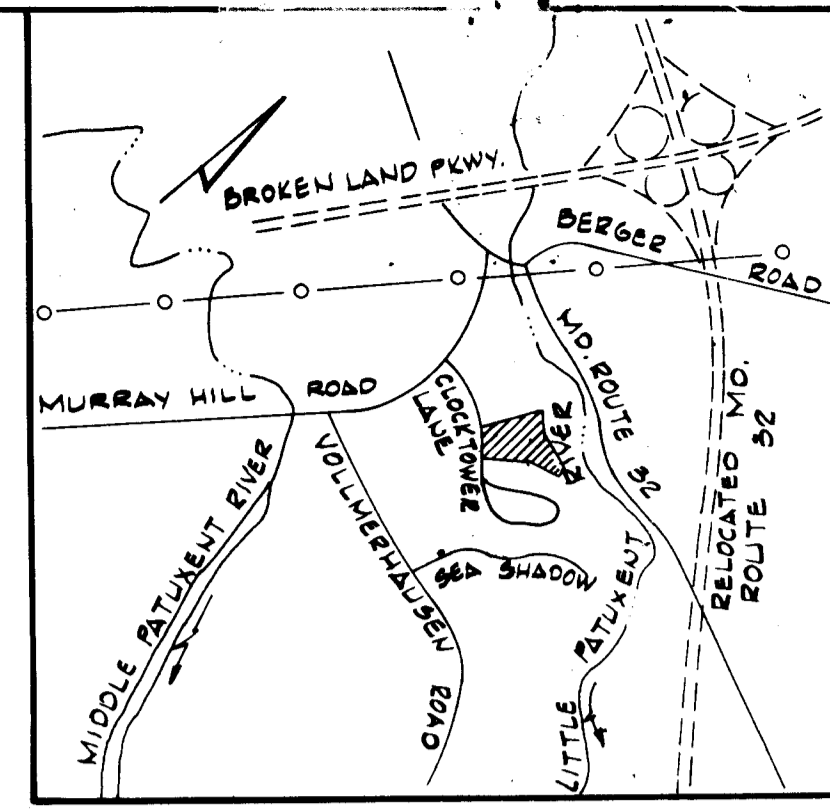 BROKEN LAND PKWY.
BERGER
ROAD
MURRAY HILL ROAD
CLOCKTOWER
LANE
RIVER
MD. ROUTE 32
RELOCATED MD.
ROUTE 32
VOLLMERHAUSEN ROAD
SEA SHADOW
MIDDLE PATUXENT RIVER
LITTLE PATUXENT